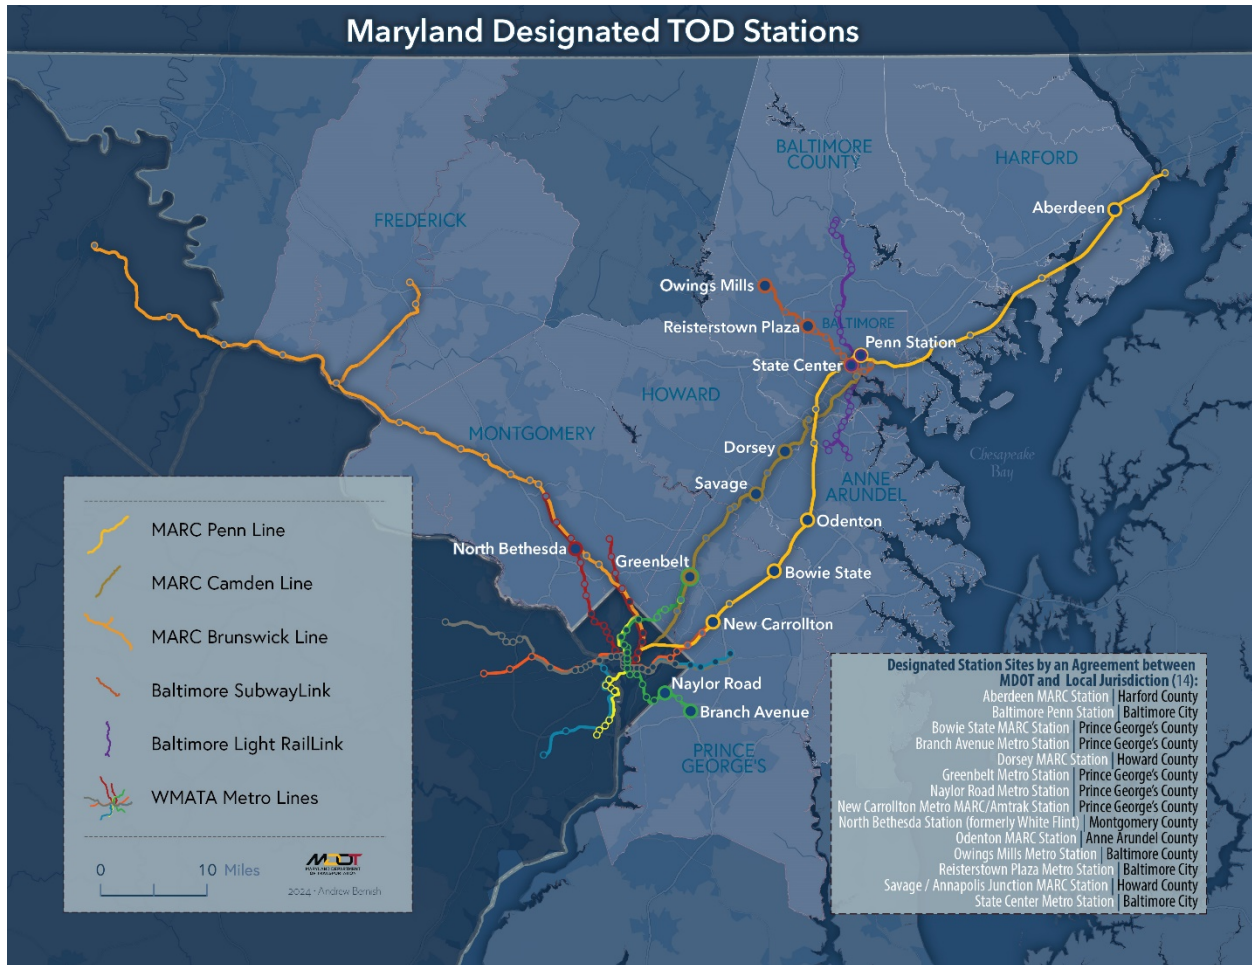 Maryland Designated TOD Stations
BALTIMORE
COUNTY
HARFORD
Aberdeen
FREDERICK
Owings Mills
Reisterstown Plaza
BALTIMORE
Penn Station
State Center
HOWARD
MONTGOMERY
Dorsey
Chesapeake
Bay
Savage
ANNE
ARUNDEL
Odenton
North Bethesda
Greenbelt
Bowie State
New Carrollton
Naylor Road
Branch Avenue
PRINCE
GEORGE'S
MARC Penn Line
MARC Camden Line
MARC Brunswick Line
Baltimore SubwayLink
Baltimore Light RailLink
WMATA Metro Lines
0 10 Miles
MDOT
MARYLAND DEPARTMENT
OF TRANSPORTATION
2024 · Andrew Bernish
Designated Station Sites by an Agreement between
MDOT and Local Jurisdiction (14):
Aberdeen MARC Station | Harford County
Baltimore Penn Station | Baltimore City
Bowie State MARC Station | Prince George's County
Branch Avenue Metro Station | Prince George's County
Dorsey MARC Station | Howard County
Greenbelt Metro Station | Prince George's County
Naylor Road Metro Station | Prince George's County
New Carrollton Metro MARC/Amtrak Station | Prince George's County
North Bethesda Station (formerly White Flint) | Montgomery County
Odenton MARC Station | Anne Arundel County
Owings Mills Metro Station | Baltimore County
Reisterstown Plaza Metro Station | Baltimore City
Savage / Annapolis Junction MARC Station | Howard County
State Center Metro Station | Baltimore City